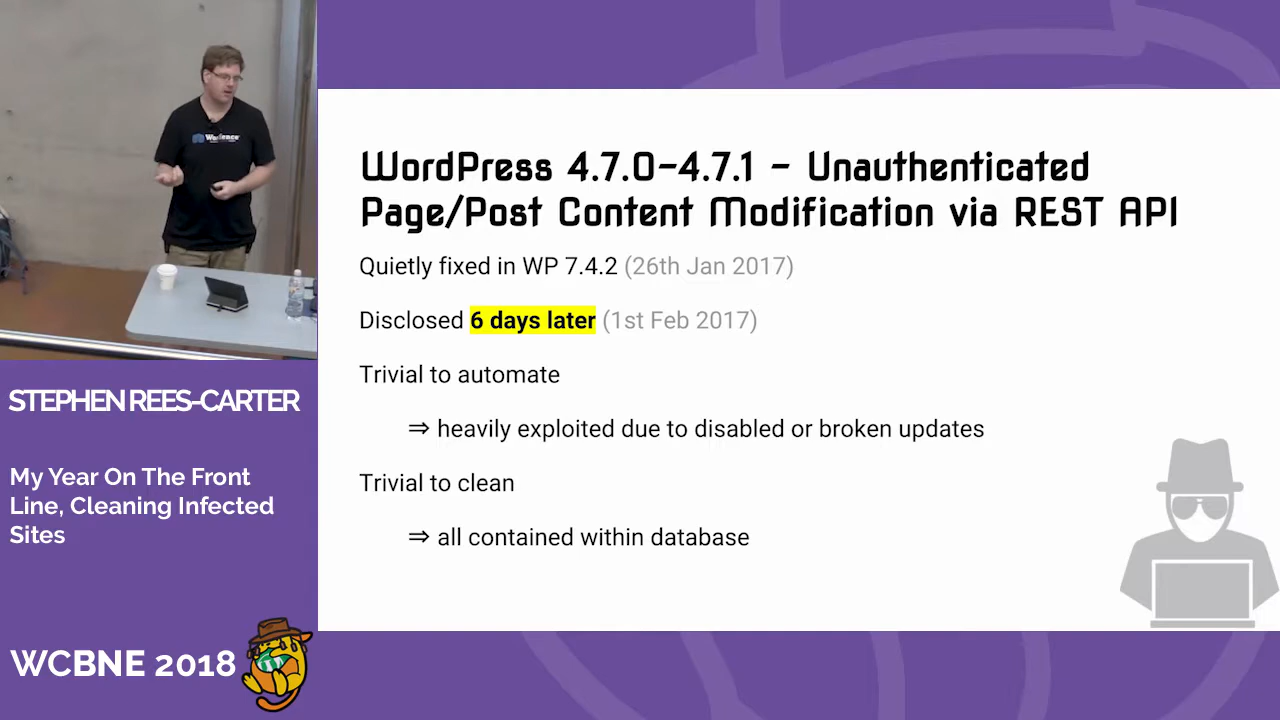 Wordfence
WordPress 4.7.0-4.7.1 - Unauthenticated
Page/Post Content Modification via REST API
Quietly fixed in WP 7.4.2 (26th Jan 2017)
Disclosed 6 days later (1st Feb 2017)
Trivial to automate
⇒ heavily exploited due to disabled or broken updates
Trivial to clean
⇒ all contained within database
STEPHEN REES-CARTER
My Year On The Front
Line, Cleaning Infected
Sites
WCBNE 2018